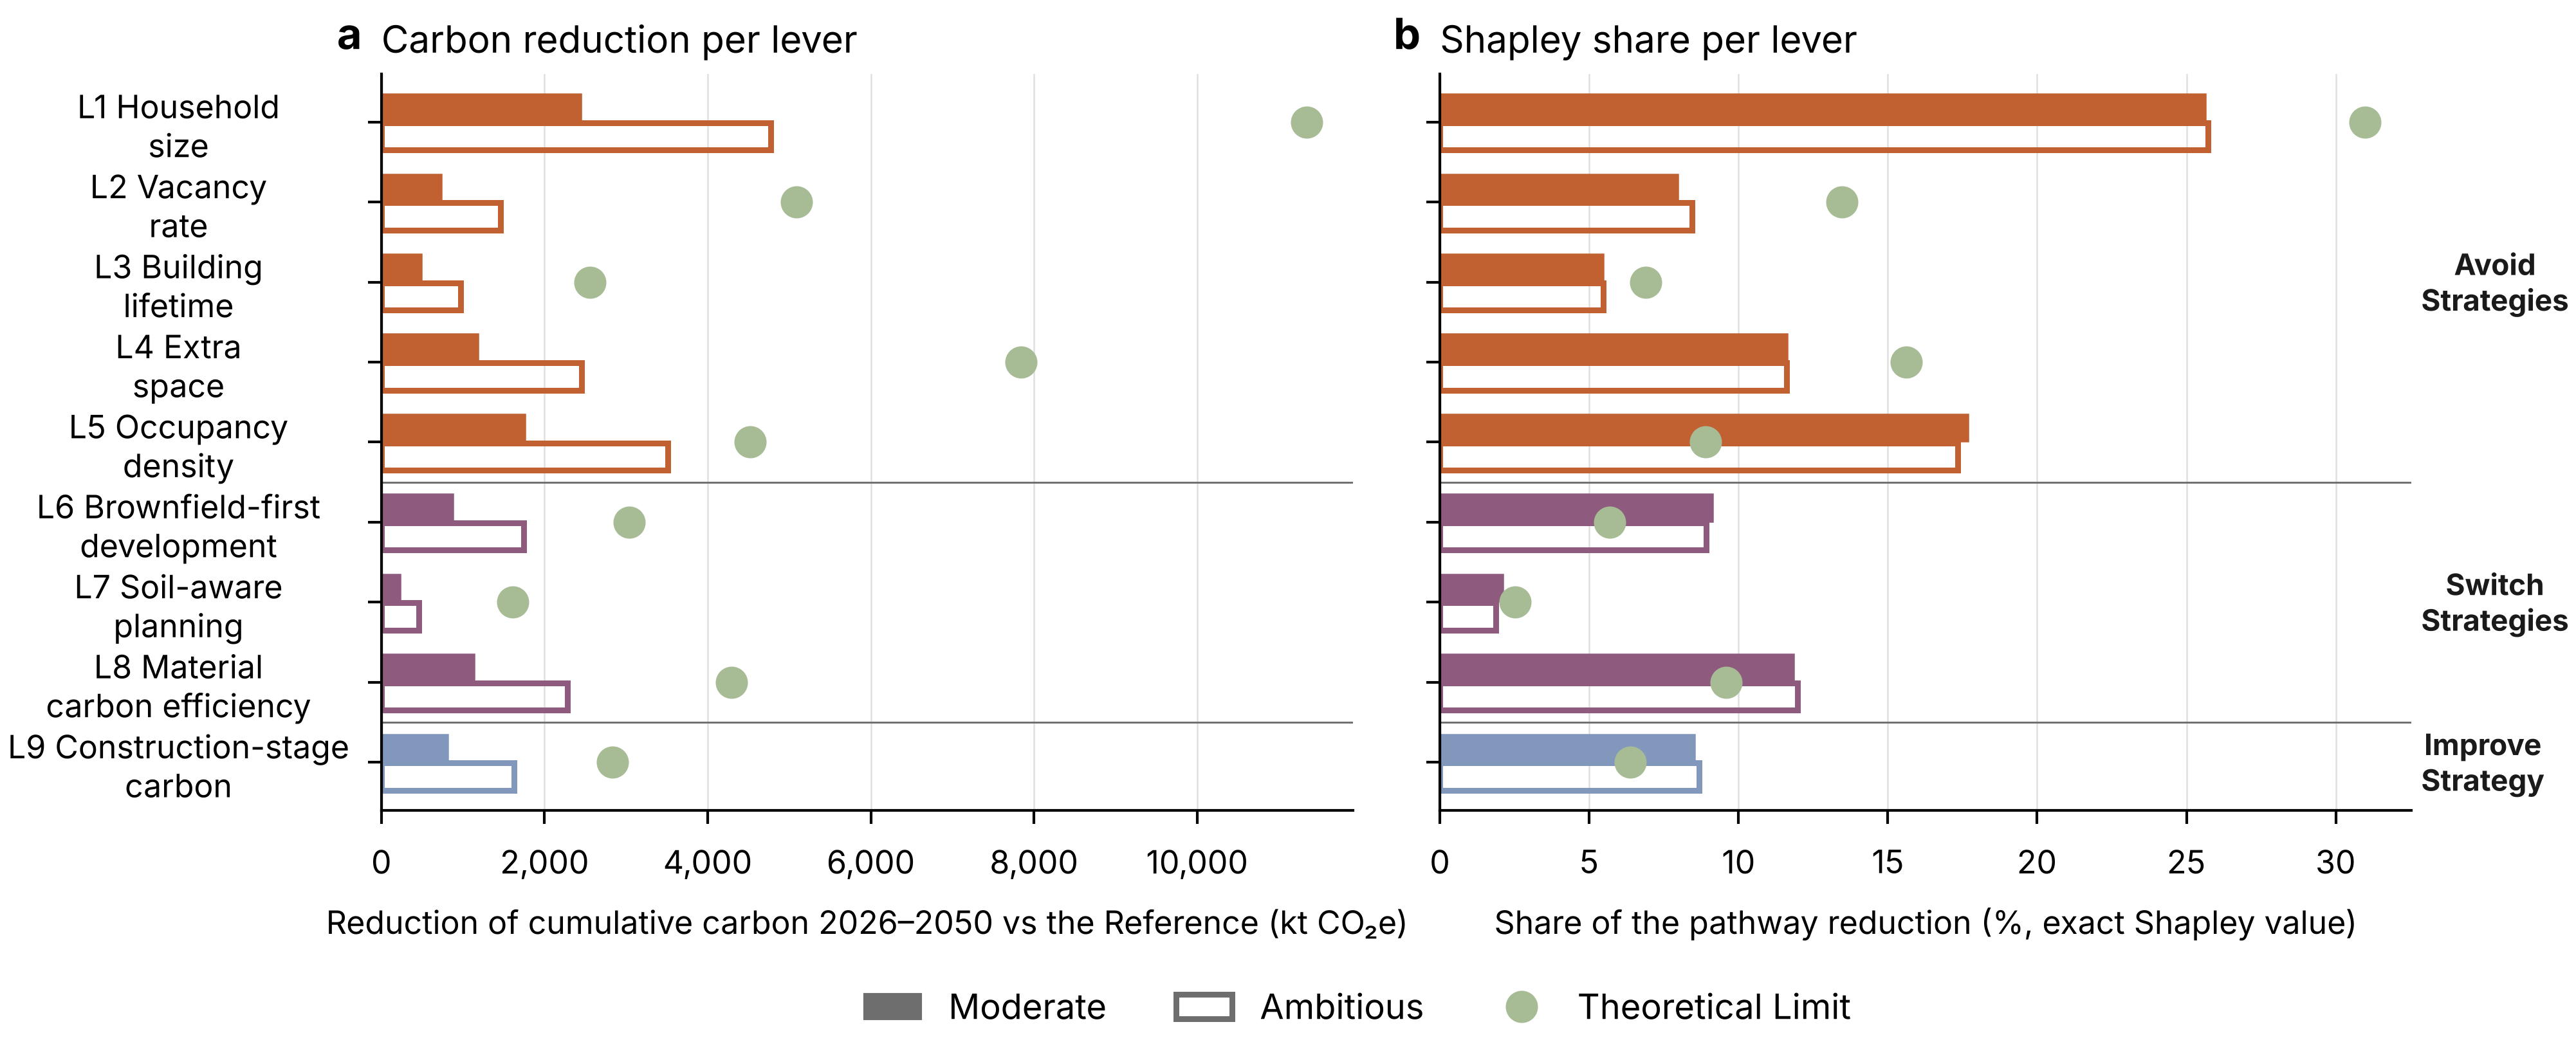 a Carbon reduction per lever
b Shapley share per lever
L1 Household
size
L2 Vacancy
rate
L3 Building
lifetime
L4 Extra
space
L5 Occupancy
density
L6 Brownfield-first
development
L7 Soil-aware
planning
L8 Material
carbon efficiency
L9 Construction-stage
carbon
Avoid
Strategies
Switch
Strategies
Improve
Strategy
0 2,000 4,000 6,000 8,000 10,000
0 5 10 15 20 25 30
Reduction of cumulative carbon 2026–2050 vs the Reference (kt CO₂e)
Share of the pathway reduction (%, exact Shapley value)
Moderate Ambitious Theoretical Limit